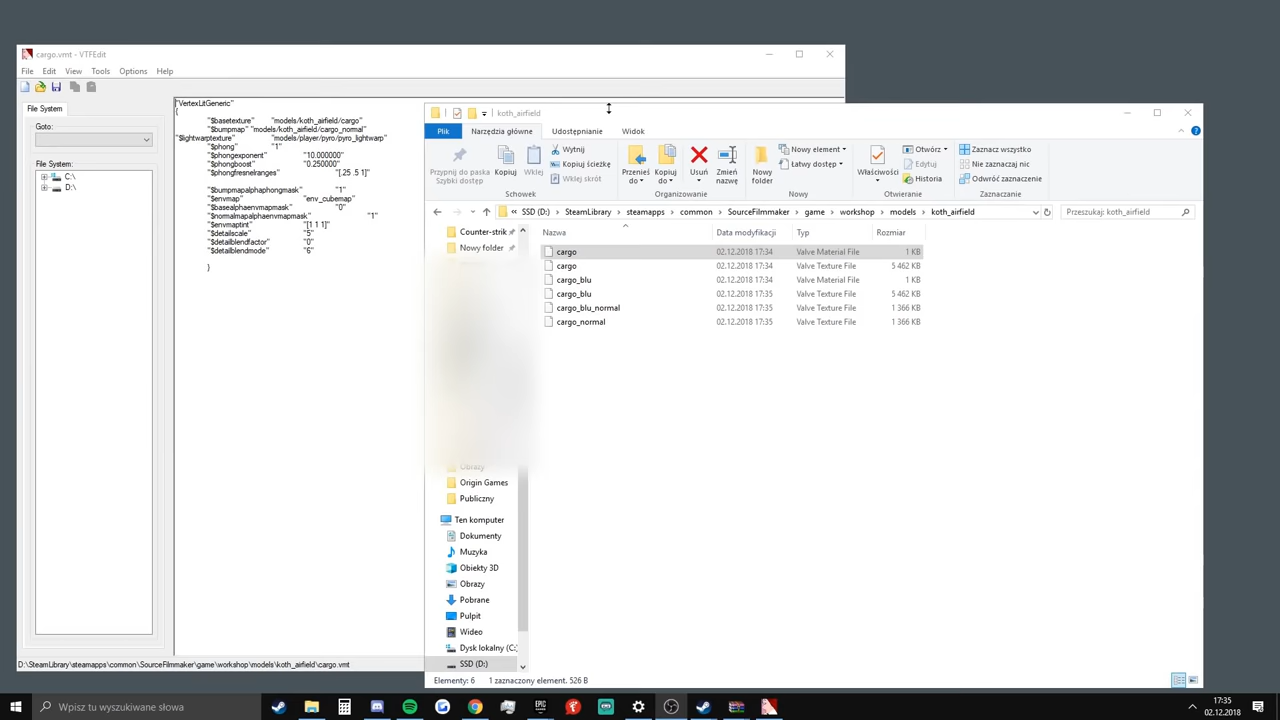 cargo.vmt - VTFEdit
File Edit View Tools Options Help
File System
Goto:
File System:
C:\
D:\
"VertexLitGeneric"
{
"$basetexture" "models/koth_airfield/cargo"
"$bumpmap" "models/koth_airfield/cargo_normal"
"$lightwarptexture" "models/player/pyro/pyro_lightwarp"
"$phong" "1"
"$phongexponent" "10.000000"
"$phongboost" "0.250000"
"$phongfresnelranges" "[.25 .5 1]"
"$bumpmapalphaphongmask" "1"
"$envmap" "env_cubemap"
"$basealphaenvmapmask" "0"
"$normalmapalphaenvmapmask" "1"
"$envmaptint" "[1 1 1]"
"$detailscale" "5"
"$detailblendfactor" "0"
"$detailblendmode" "6"
}
D:\SteamLibrary\steamapps\common\SourceFilmmaker\game\workshop\models\koth_airfield\cargo.vmt
koth_airfield
Plik Narzędzia główne Udostępnianie Widok
Przypnij do paska
Szybki dostęp
Kopiuj
Wklej
Wytnij
Kopiuj ścieżkę
Wklej skrót
Schowek
Przenieś
do
Kopiuj
do
Usuń
Zmień
nazwę
Organizowanie
Nowy
folder
Nowy element
Łatwy dostęp
Nowy
Właściwości
Otwórz
Edytuj
Historia
Otwieranie
Zaznacz wszystko
Nie zaznaczaj nic
Odwróć zaznaczenie
Zaznaczanie
« SSD (D:) > SteamLibrary > steamapps > common > SourceFilmmaker > game > workshop > models > koth_airfield
Przeszukaj: koth_airfield
Counter-strik
Nowy folder
Obrazy
Origin Games
Publiczny
Ten komputer
Dokumenty
Muzyka
Obiekty 3D
Obrazy
Pobrane
Pulpit
Wideo
Dysk lokalny (C:
SSD (D:)
Nazwa Data modyfikacji Typ Rozmiar
cargo 02.12.2018 17:34 Valve Material File 1 KB
cargo 02.12.2018 17:34 Valve Texture File 5 462 KB
cargo_blu 02.12.2018 17:34 Valve Material File 1 KB
cargo_blu 02.12.2018 17:35 Valve Texture File 5 462 KB
cargo_blu_normal 02.12.2018 17:35 Valve Texture File 1 366 KB
cargo_normal 02.12.2018 17:35 Valve Texture File 1 366 KB
Elementy: 6 1 zaznaczony element. 526 B
Wpisz tu wyszukiwane słowa
EPIC
17:35
02.12.2018